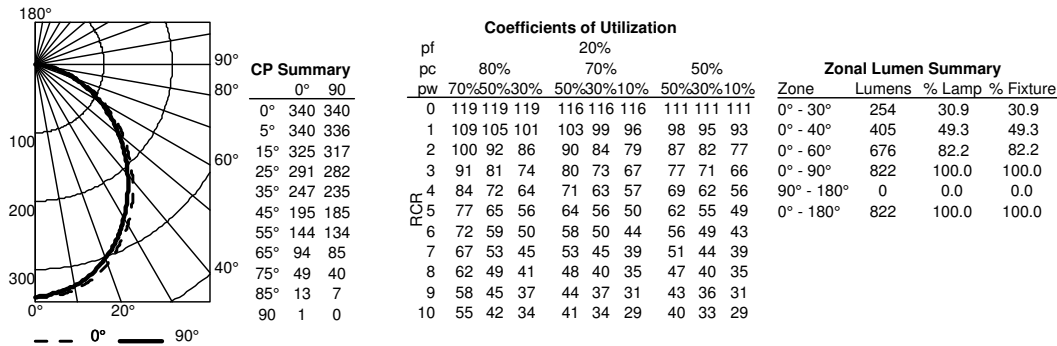 180°
90°
80°
60°
40°
20°
0°
100
200
300
0° 90°
CP Summary
0° 90
0° 340 340
5° 340 336
15° 325 317
25° 291 282
35° 247 235
45° 195 185
55° 144 134
65° 94 85
75° 49 40
85° 13 7
90 1 0
Coefficients of Utilization
pf 20%
pc 80% 70% 50%
pw 70%50%30% 50%30%10% 50%30%10%
RCR
0 119 119 119 116 116 116 111 111 111
1 109 105 101 103 99 96 98 95 93
2 100 92 86 90 84 79 87 82 77
3 91 81 74 80 73 67 77 71 66
4 84 72 64 71 63 57 69 62 56
5 77 65 56 64 56 50 62 55 49
6 72 59 50 58 50 44 56 49 43
7 67 53 45 53 45 39 51 44 39
8 62 49 41 48 40 35 47 40 35
9 58 45 37 44 37 31 43 36 31
10 55 42 34 41 34 29 40 33 29
Zonal Lumen Summary
Zone Lumens % Lamp % Fixture
0° - 30° 254 30.9 30.9
0° - 40° 405 49.3 49.3
0° - 60° 676 82.2 82.2
0° - 90° 822 100.0 100.0
90° - 180° 0 0.0 0.0
0° - 180° 822 100.0 100.0